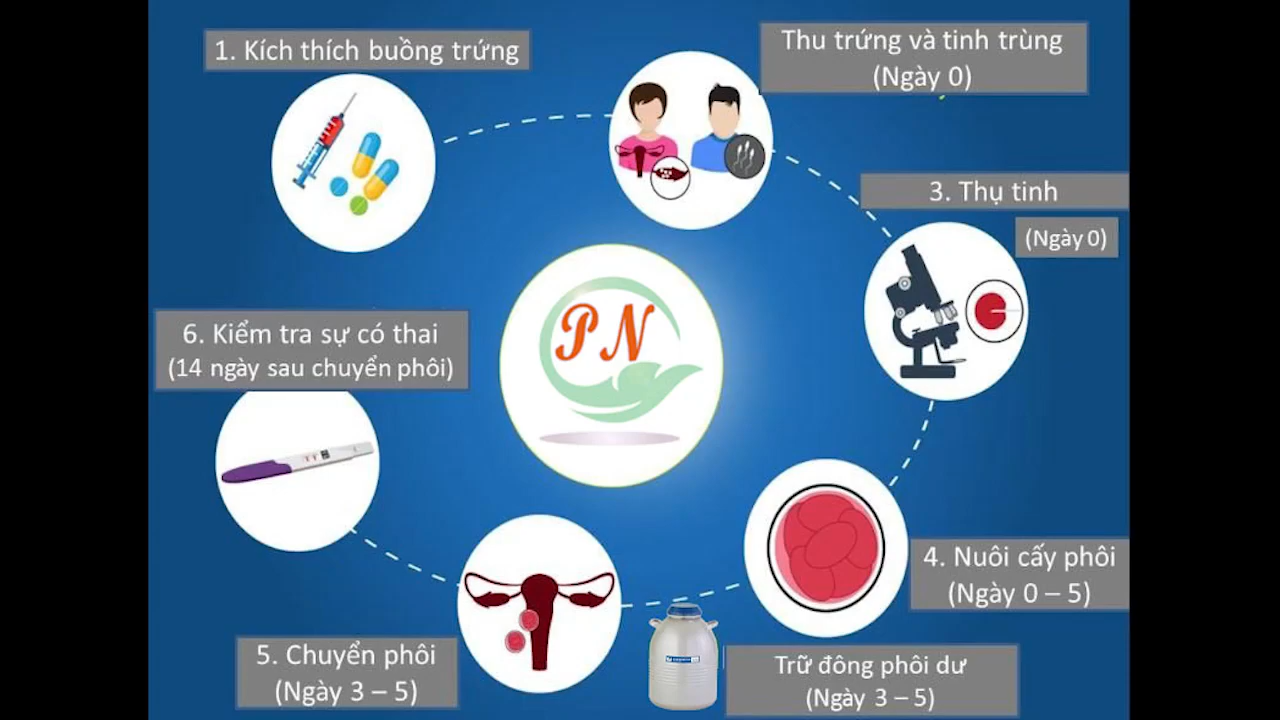 1. Kích thích buồng trứng
Thu trứng và tinh trùng
(Ngày 0)
3. Thụ tinh
(Ngày 0)
PN
6. Kiểm tra sự có thai
(14 ngày sau chuyển phôi)
4. Nuôi cấy phôi
(Ngày 0 – 5)
5. Chuyển phôi
(Ngày 3 – 5)
Trữ đông phôi dư
(Ngày 3 – 5)